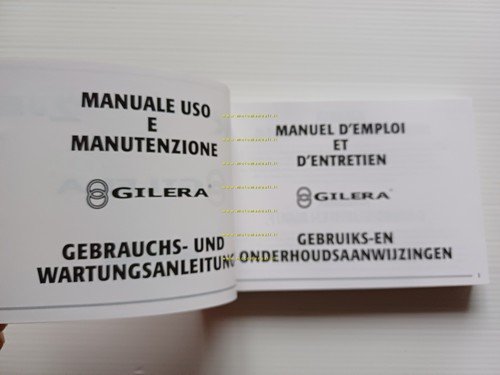 MANUALE USO
E
MANUTENZIONE
GILERA®
GEBRAUCHS- UND
WARTUNGSANLEITUNG
MANUEL D'EMPLOI
ET
D'ENTRETIEN
GILERA®
GEBRUIKS-EN
ONDERHOUDSAANWIJZINGEN